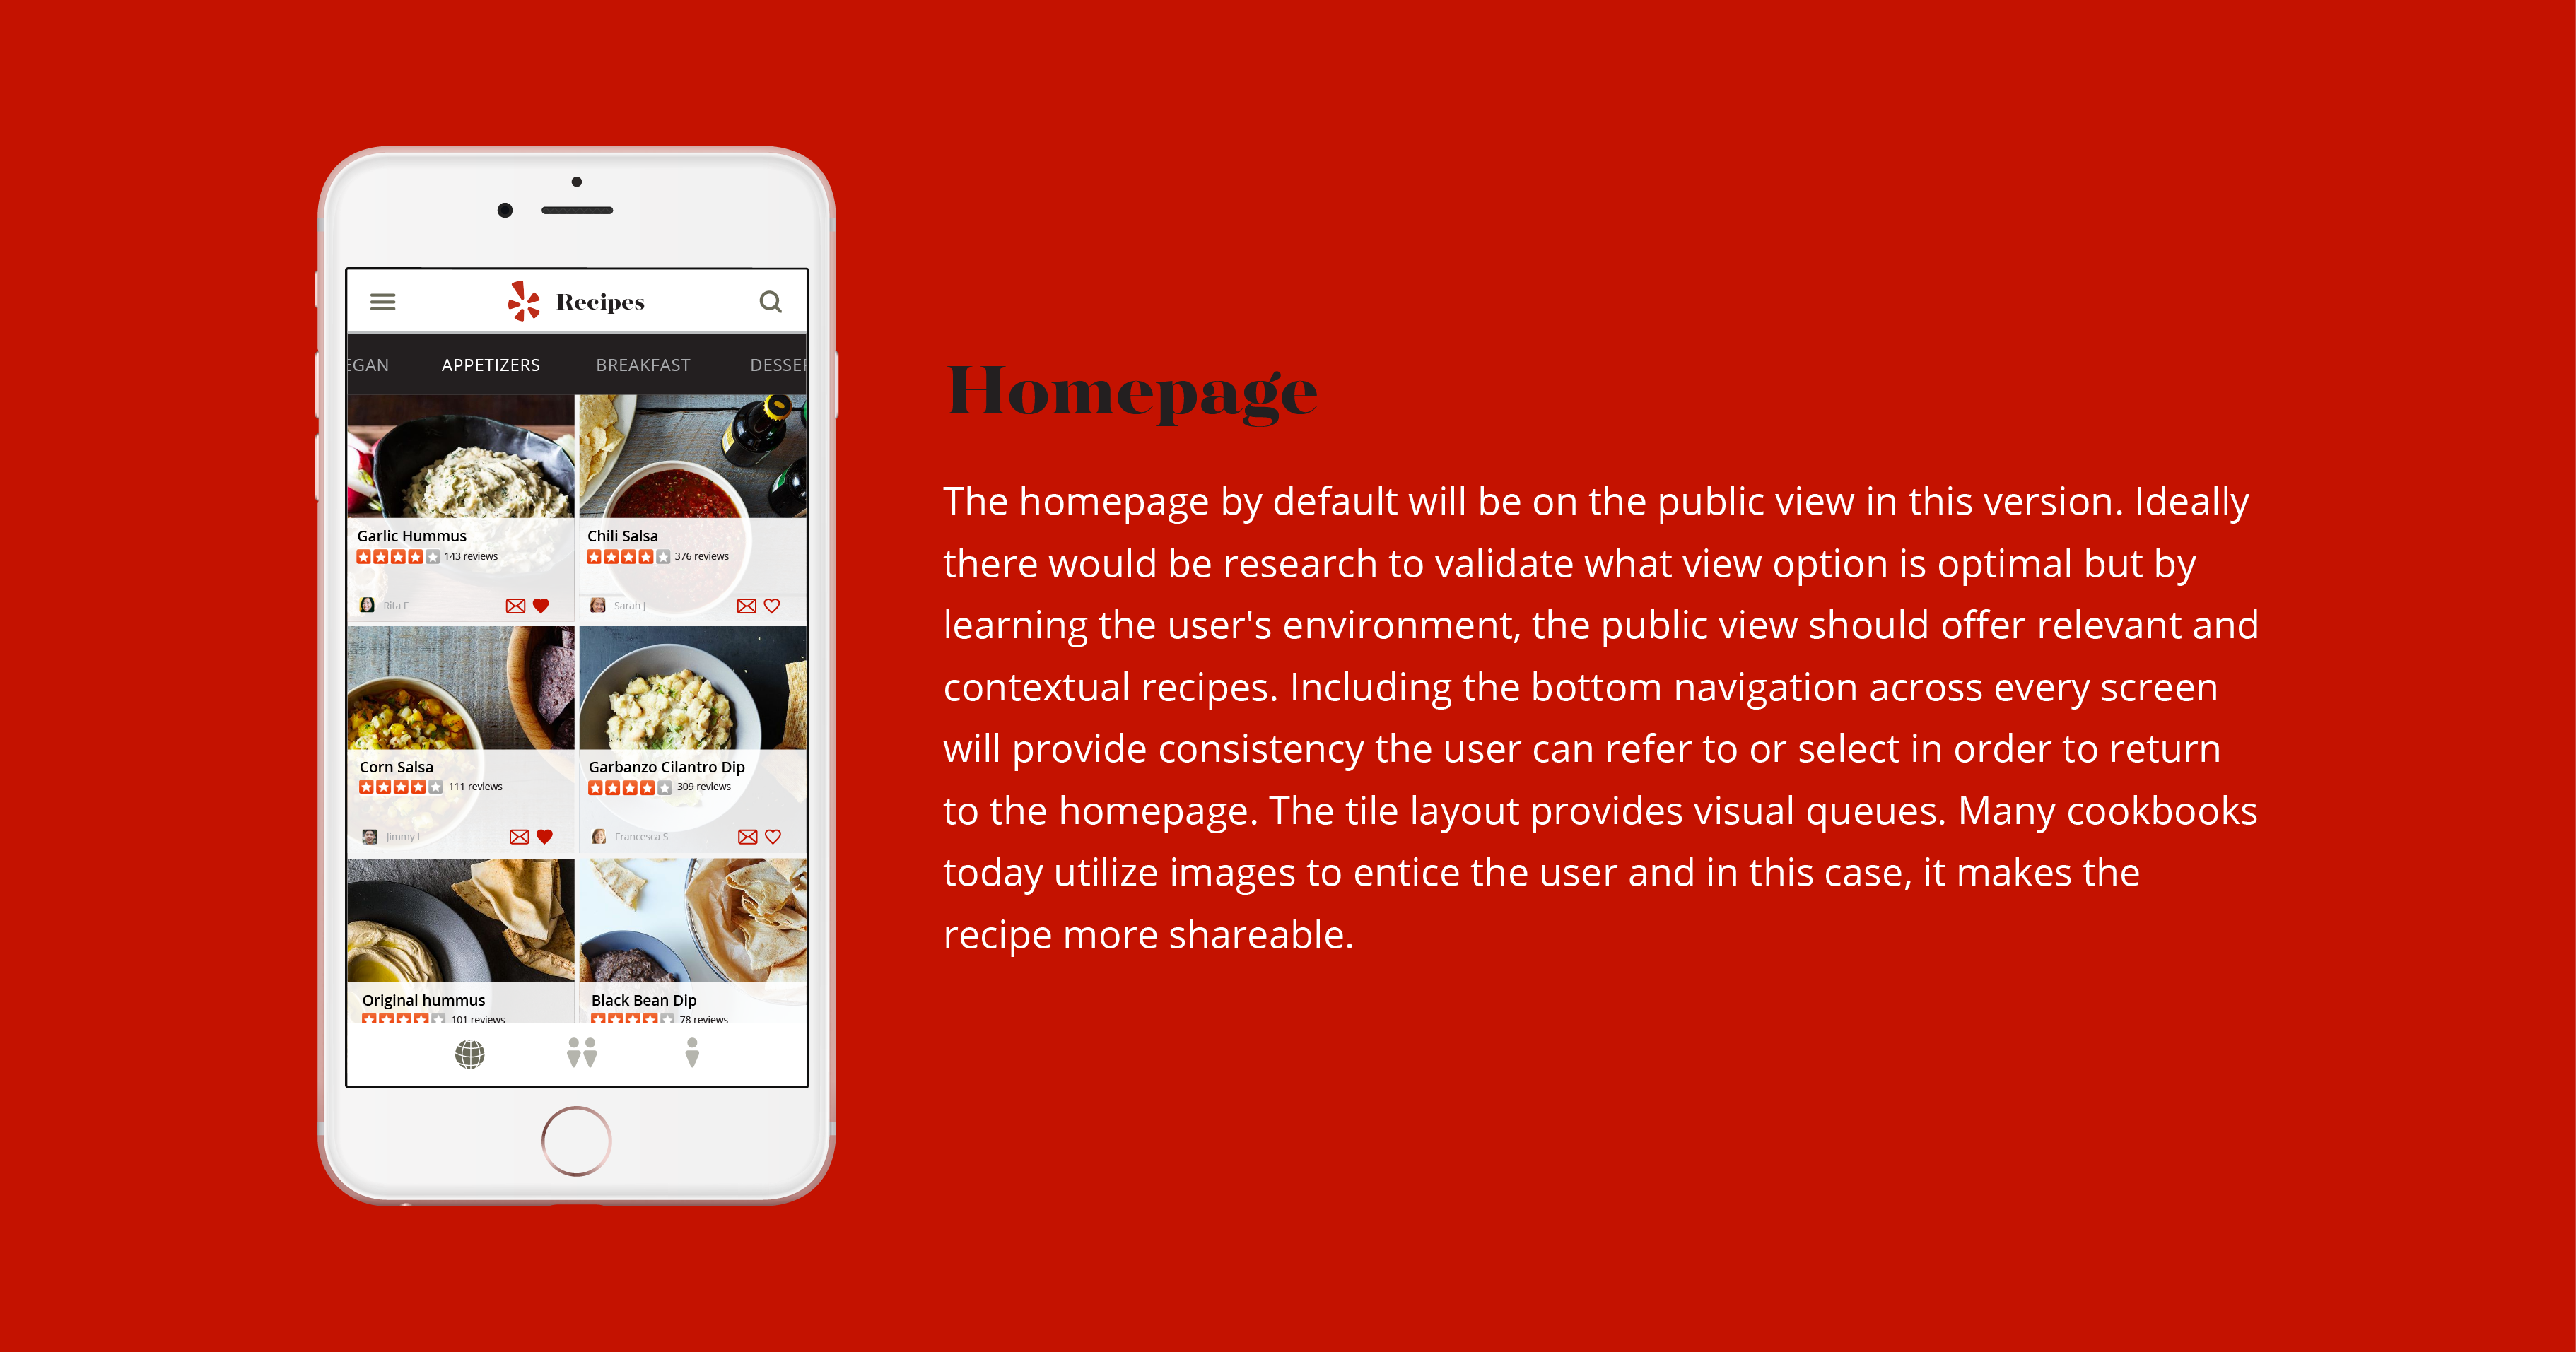 Recipes
EGAN APPETIZERS BREAKFAST DESSER
Garlic Hummus
143 reviews
Rita F
Chili Salsa
376 reviews
Sarah J
Corn Salsa
111 reviews
Jimmy L
Garbanzo Cilantro Dip
309 reviews
Francesca S
Original hummus
101 reviews
Black Bean Dip
78 reviews
Homepage
The homepage by default will be on the public view in this version. Ideally
there would be research to validate what view option is optimal but by
learning the user's environment, the public view should offer relevant and
contextual recipes. Including the bottom navigation across every screen
will provide consistency the user can refer to or select in order to return
to the homepage. The tile layout provides visual queues. Many cookbooks
today utilize images to entice the user and in this case, it makes the
recipe more shareable.